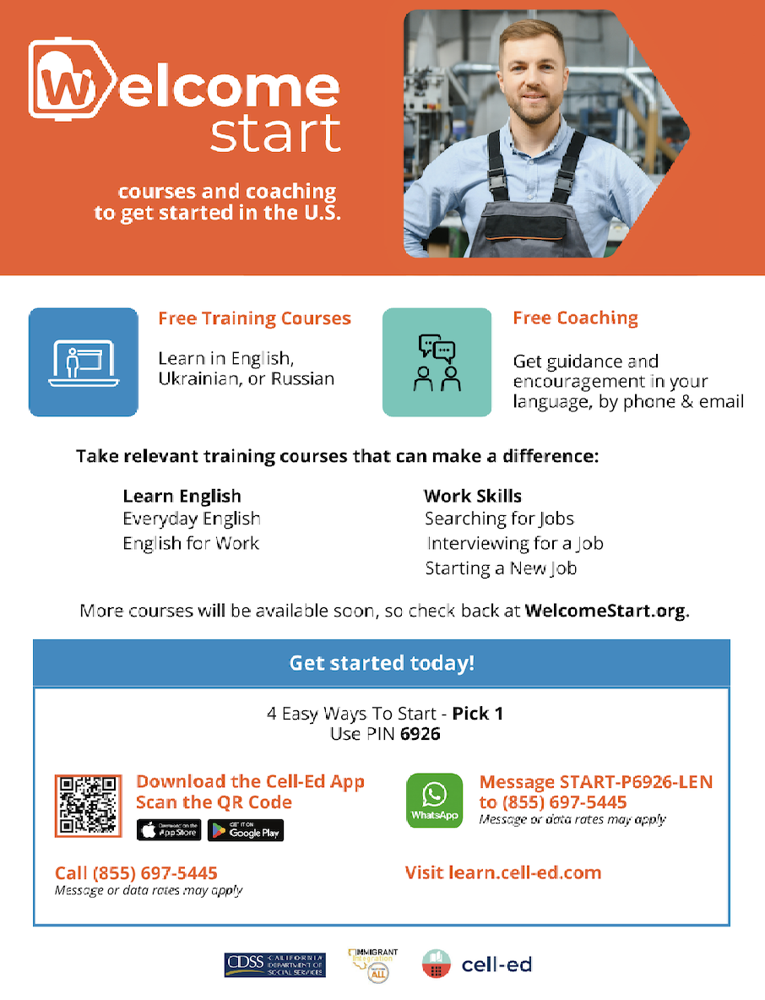 Welcome
start
courses and coaching
to get started in the U.S.
Free Training Courses
Learn in English,
Ukrainian, or Russian
Free Coaching
Get guidance and
encouragement in your
language, by phone & email
Take relevant training courses that can make a difference:
Learn English
Everyday English
English for Work
Work Skills
Searching for Jobs
Interviewing for a Job
Starting a New Job
More courses will be available soon, so check back at WelcomeStart.org.
Get started today!
4 Easy Ways To Start - Pick 1
Use PIN 6926
Download the Cell-Ed App
Scan the QR Code
Download on the
App Store
GET IT ON
Google Play
WhatsApp
Message START-P6926-LEN
to (855) 697-5445
Message or data rates may apply
Call (855) 697-5445
Message or data rates may apply
Visit learn.cell-ed.com
CDSS
CALIFORNIA
DEPARTMENT OF
SOCIAL SERVICES
IMMIGRANT
Integration
ALL
cell-ed